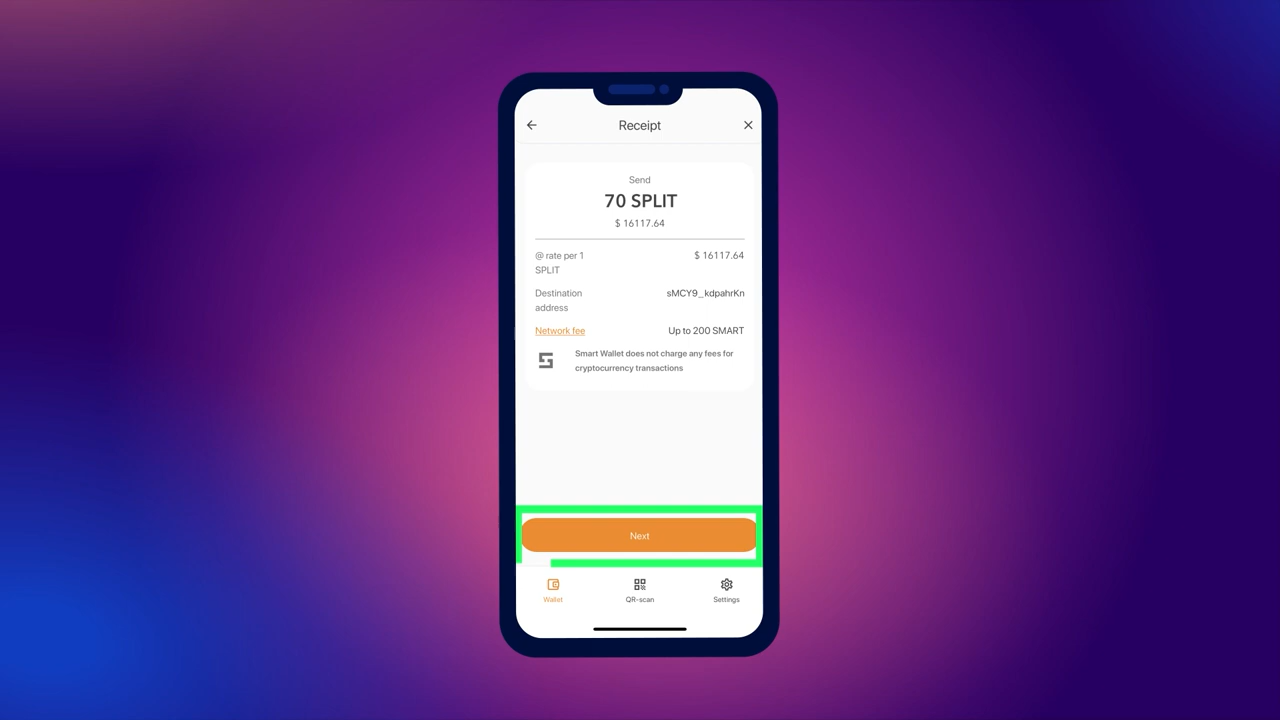 Receipt
Send
70 SPLIT
$ 16117.64
@ rate per 1
SPLIT
$ 16117.64
Destination
address
sMCY9_kdpahrKn
Network fee
Up to 200 SMART
Smart Wallet does not charge any fees for
cryptocurrency transactions
Next
Wallet
QR-scan
Settings